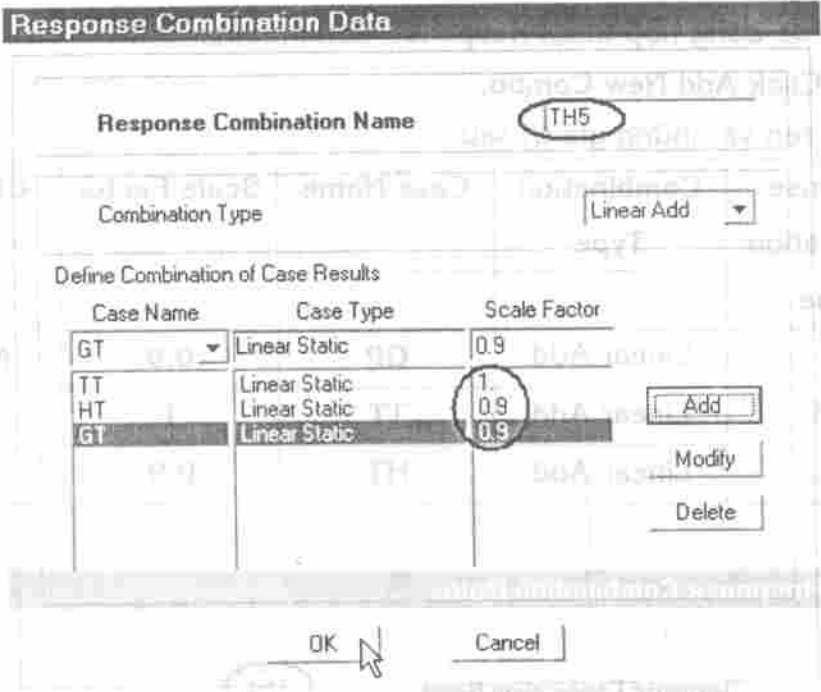 Response Combination Data
Response Combination Name TH5
Combination Type Linear Add
Define Combination of Case Results
Case Name Case Type Scale Factor
GT Linear Static 0.9
TT Linear Static 1.
HT Linear Static 0.9
GT Linear Static 0.9
Add
Modify
Delete
OK Cancel